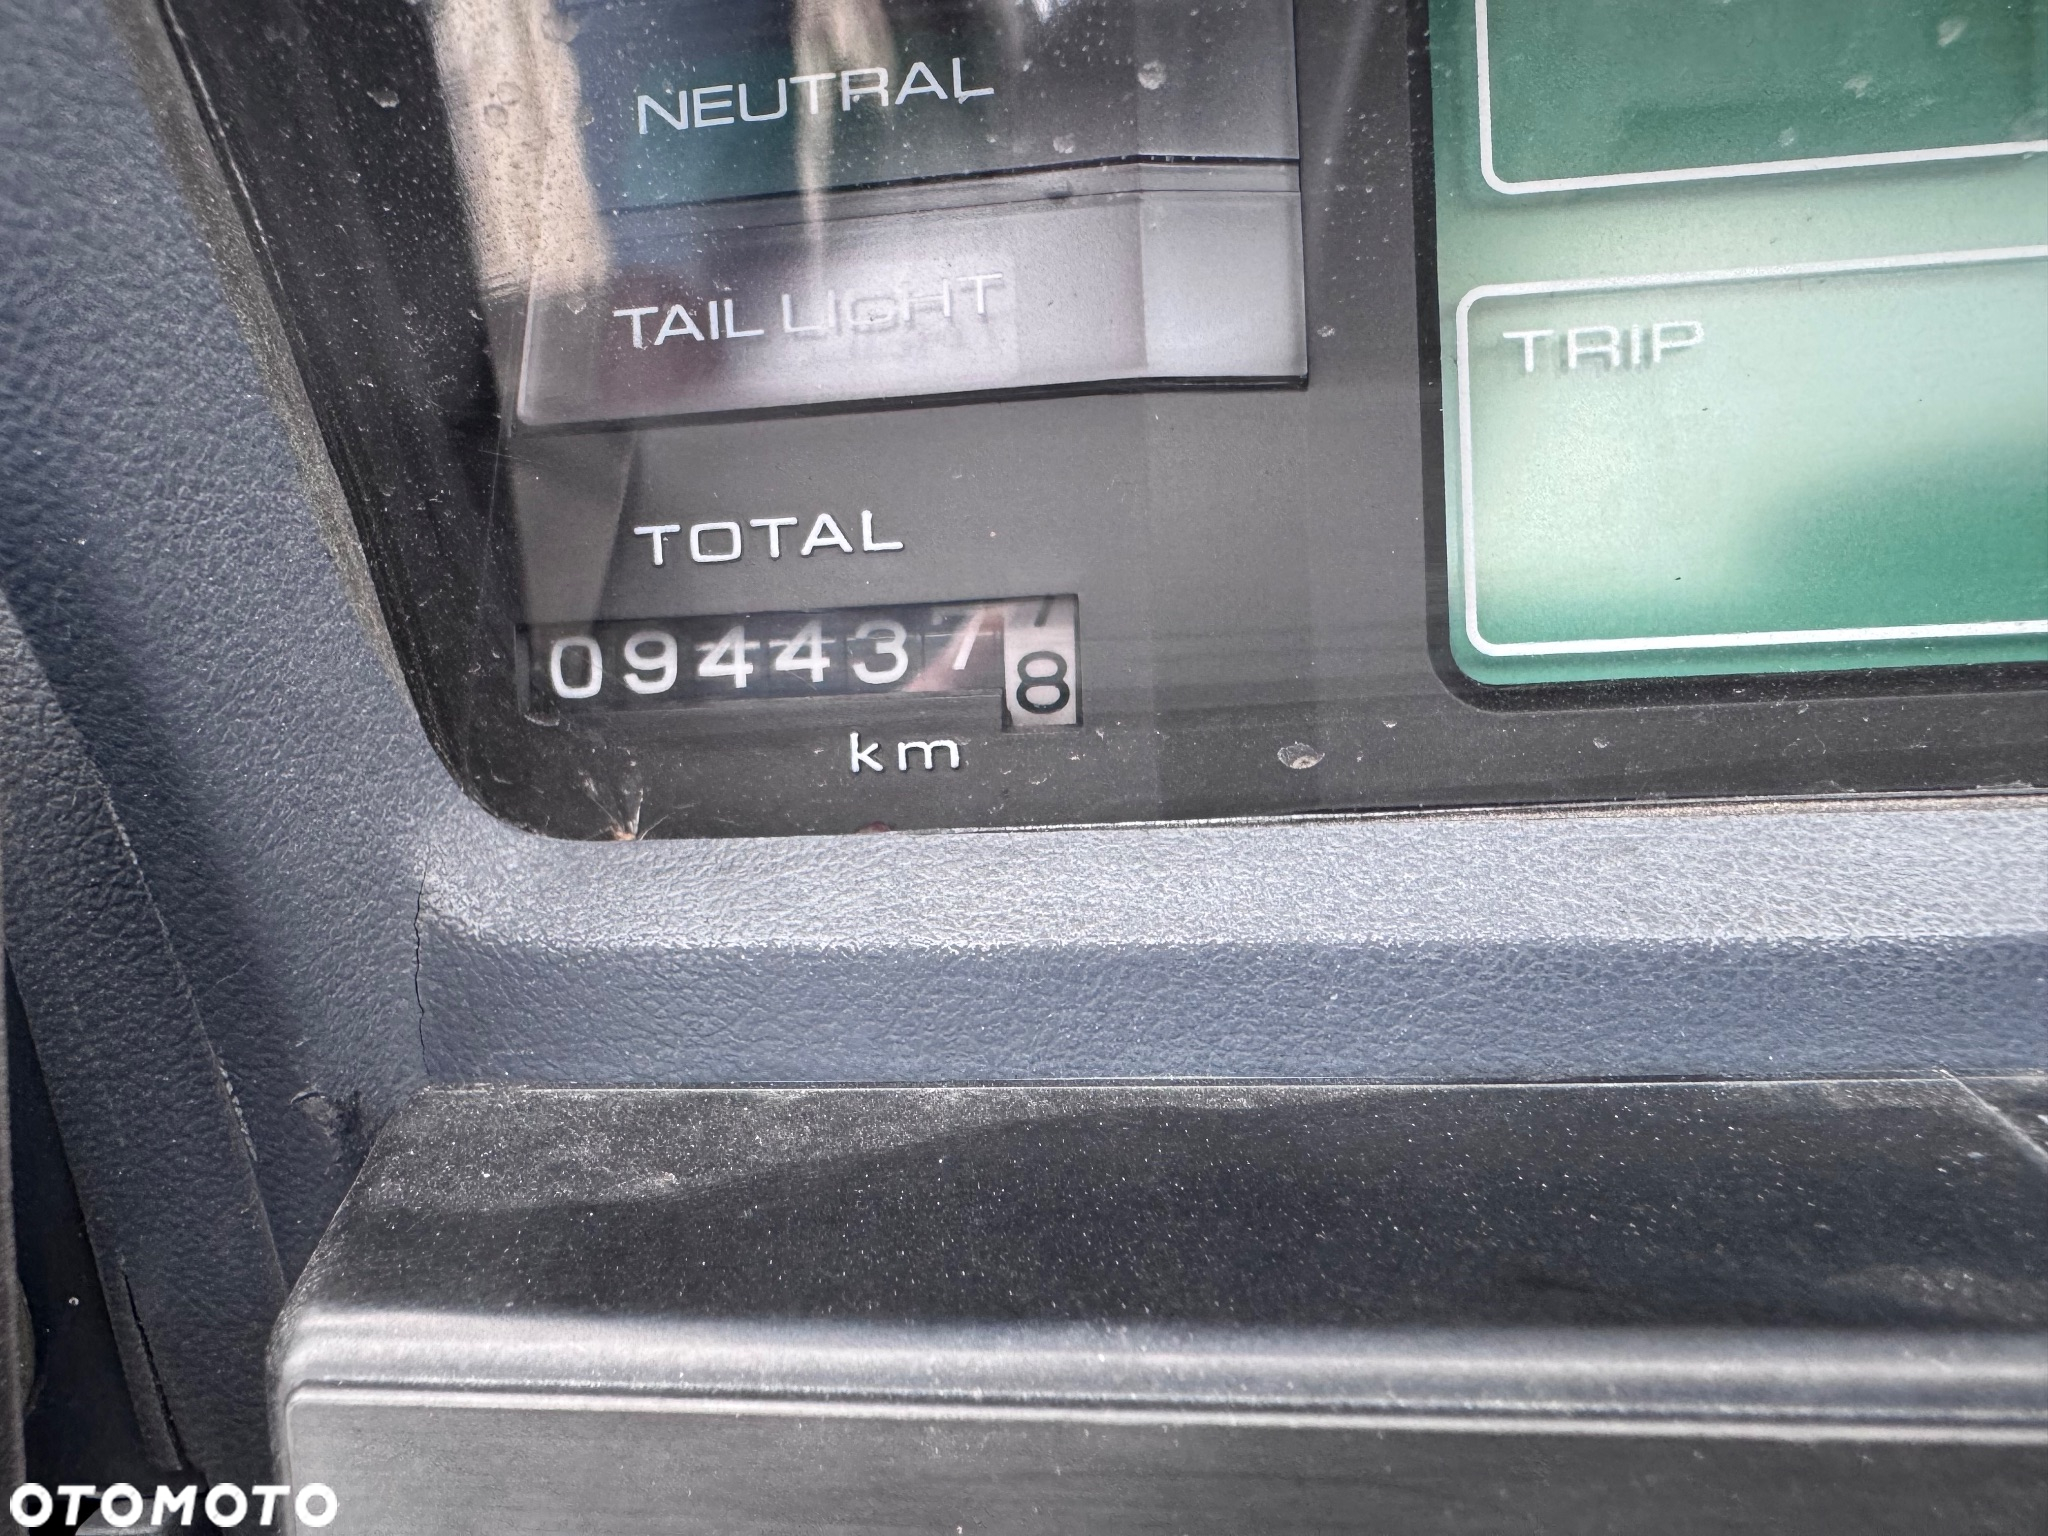 NEUTRAL
TAIL LIGHT
TRIP
TOTAL
094437 8
km
OTOMOTO